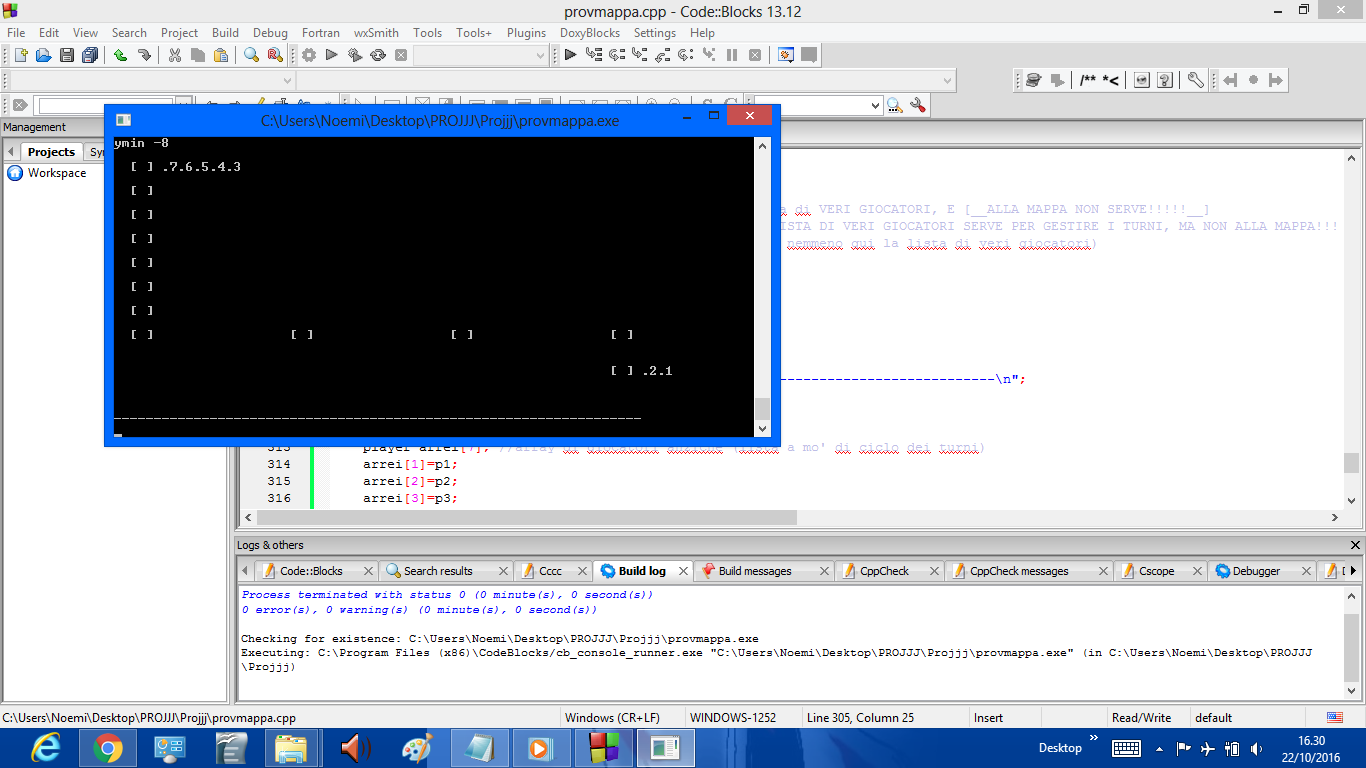 provmappa.cpp - Code::Blocks 13.12
File Edit View Search Project Build Debug Fortran wxSmith Tools Tools+ Plugins DoxyBlocks Settings Help
/** *<
Management
Projects
Workspace
C:\Users\Noemi\Desktop\PROJJJ\Projjj\provmappa.exe
ymin -8
[ ] .7.6.5.4.3
[ ]
[ ]
[ ]
[ ]
[ ]
[ ]
[ ] [ ] [ ] [ ]
[ ] .2.1
di VERI GIOCATORI, E [__ALLA MAPPA NON SERVE!!!!!__]
ISTA DI VERI GIOCATORI SERVE PER GESTIRE I TURNI, MA NON ALLA MAPPA!!!
nemmeno qui la lista di veri giocatori)
---------------------------\n";
a mo' di ciclo dei turni)
314 arrei[1]=p1;
315 arrei[2]=p2;
316 arrei[3]=p3;
Logs & others
Code::Blocks Search results Cccc Build log Build messages CppCheck CppCheck messages Cscope Debugger
Process terminated with status 0 (0 minute(s), 0 second(s))
0 error(s), 0 warning(s) (0 minute(s), 0 second(s))
Checking for existence: C:\Users\Noemi\Desktop\PROJJJ\Projjj\provmappa.exe
Executing: C:\Program Files (x86)\CodeBlocks/cb_console_runner.exe "C:\Users\Noemi\Desktop\PROJJJ\Projjj\provmappa.exe" (in C:\Users\Noemi\Desktop\PROJJJ
\Projjj)
C:\Users\Noemi\Desktop\PROJJJ\Projjj\provmappa.cpp Windows (CR+LF) WINDOWS-1252 Line 305, Column 25 Insert Read/Write default
Desktop
16.30
22/10/2016